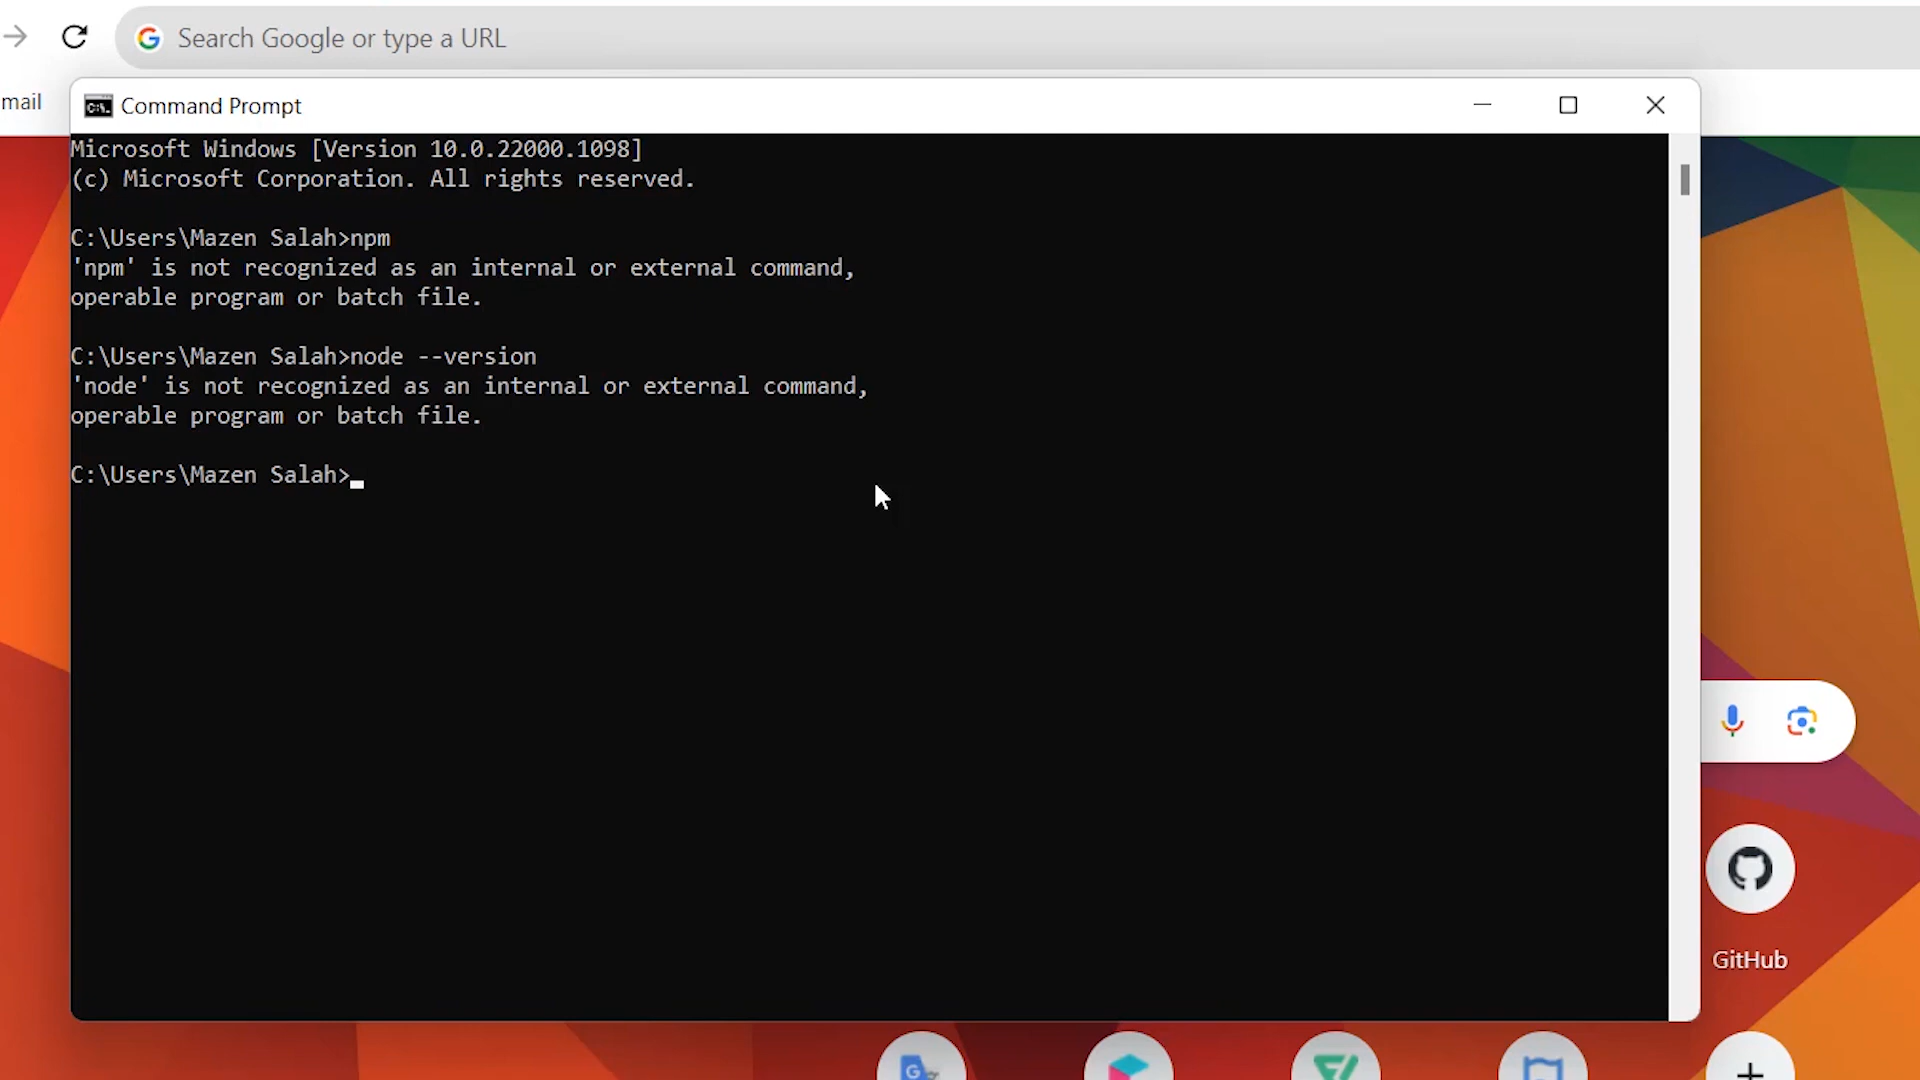 Search Google or type a URL
mail
Command Prompt
Microsoft Windows [Version 10.0.22000.1098]
(c) Microsoft Corporation. All rights reserved.
C:\Users\Mazen Salah>npm
'npm' is not recognized as an internal or external command,
operable program or batch file.
C:\Users\Mazen Salah>node --version
'node' is not recognized as an internal or external command,
operable program or batch file.
C:\Users\Mazen Salah>
GitHub